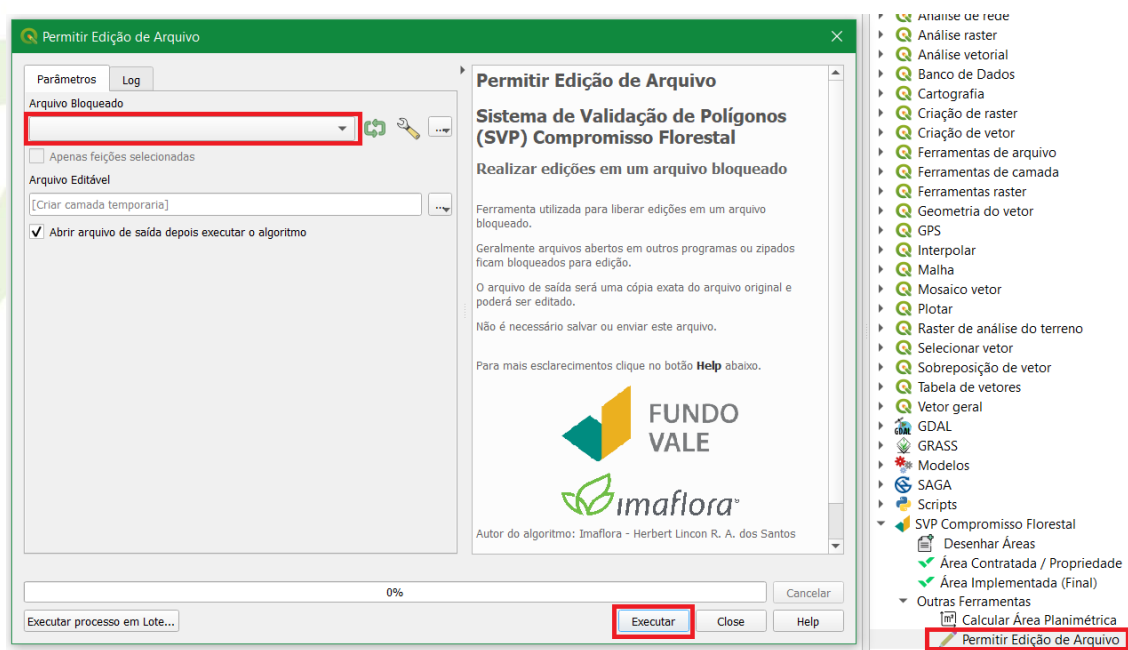 Permitir Edição de Arquivo
Parâmetros
Log
Arquivo Bloqueado
Apenas feições selecionadas
Arquivo Editável
[Criar camada temporaria]
Abrir arquivo de saída depois executar o algoritmo
Permitir Edição de Arquivo
Sistema de Validação de Polígonos
(SVP) Compromisso Florestal
Realizar edições em um arquivo bloqueado
Ferramenta utilizada para liberar edições em um arquivo
bloqueado.
Geralmente arquivos abertos em outros programas ou zipados
ficam bloqueados para edição.
O arquivo de saída será uma cópia exata do arquivo original e
poderá ser editado.
Não é necessário salvar ou enviar este arquivo.
Para mais esclarecimentos clique no botão Help abaixo.
FUNDO
VALE
imaflora
Autor do algoritmo: Imaflora - Herbert Lincon R. A. dos Santos
0%
Cancelar
Executar processo em Lote...
Executar
Close
Help
Análise de rede
Análise raster
Análise vetorial
Banco de Dados
Cartografia
Criação de raster
Criação de vetor
Ferramentas de arquivo
Ferramentas de camada
Ferramentas raster
Geometria do vetor
GPS
Interpolar
Malha
Mosaico vetor
Plotar
Raster de análise do terreno
Selecionar vetor
Sobreposição de vetor
Tabela de vetores
Vetor geral
GDAL
GRASS
Modelos
SAGA
Scripts
SVP Compromisso Florestal
Desenhar Áreas
Área Contratada / Propriedade
Área Implementada (Final)
Outras Ferramentas
m² Calcular Área Planimétrica
Permitir Edição de Arquivo